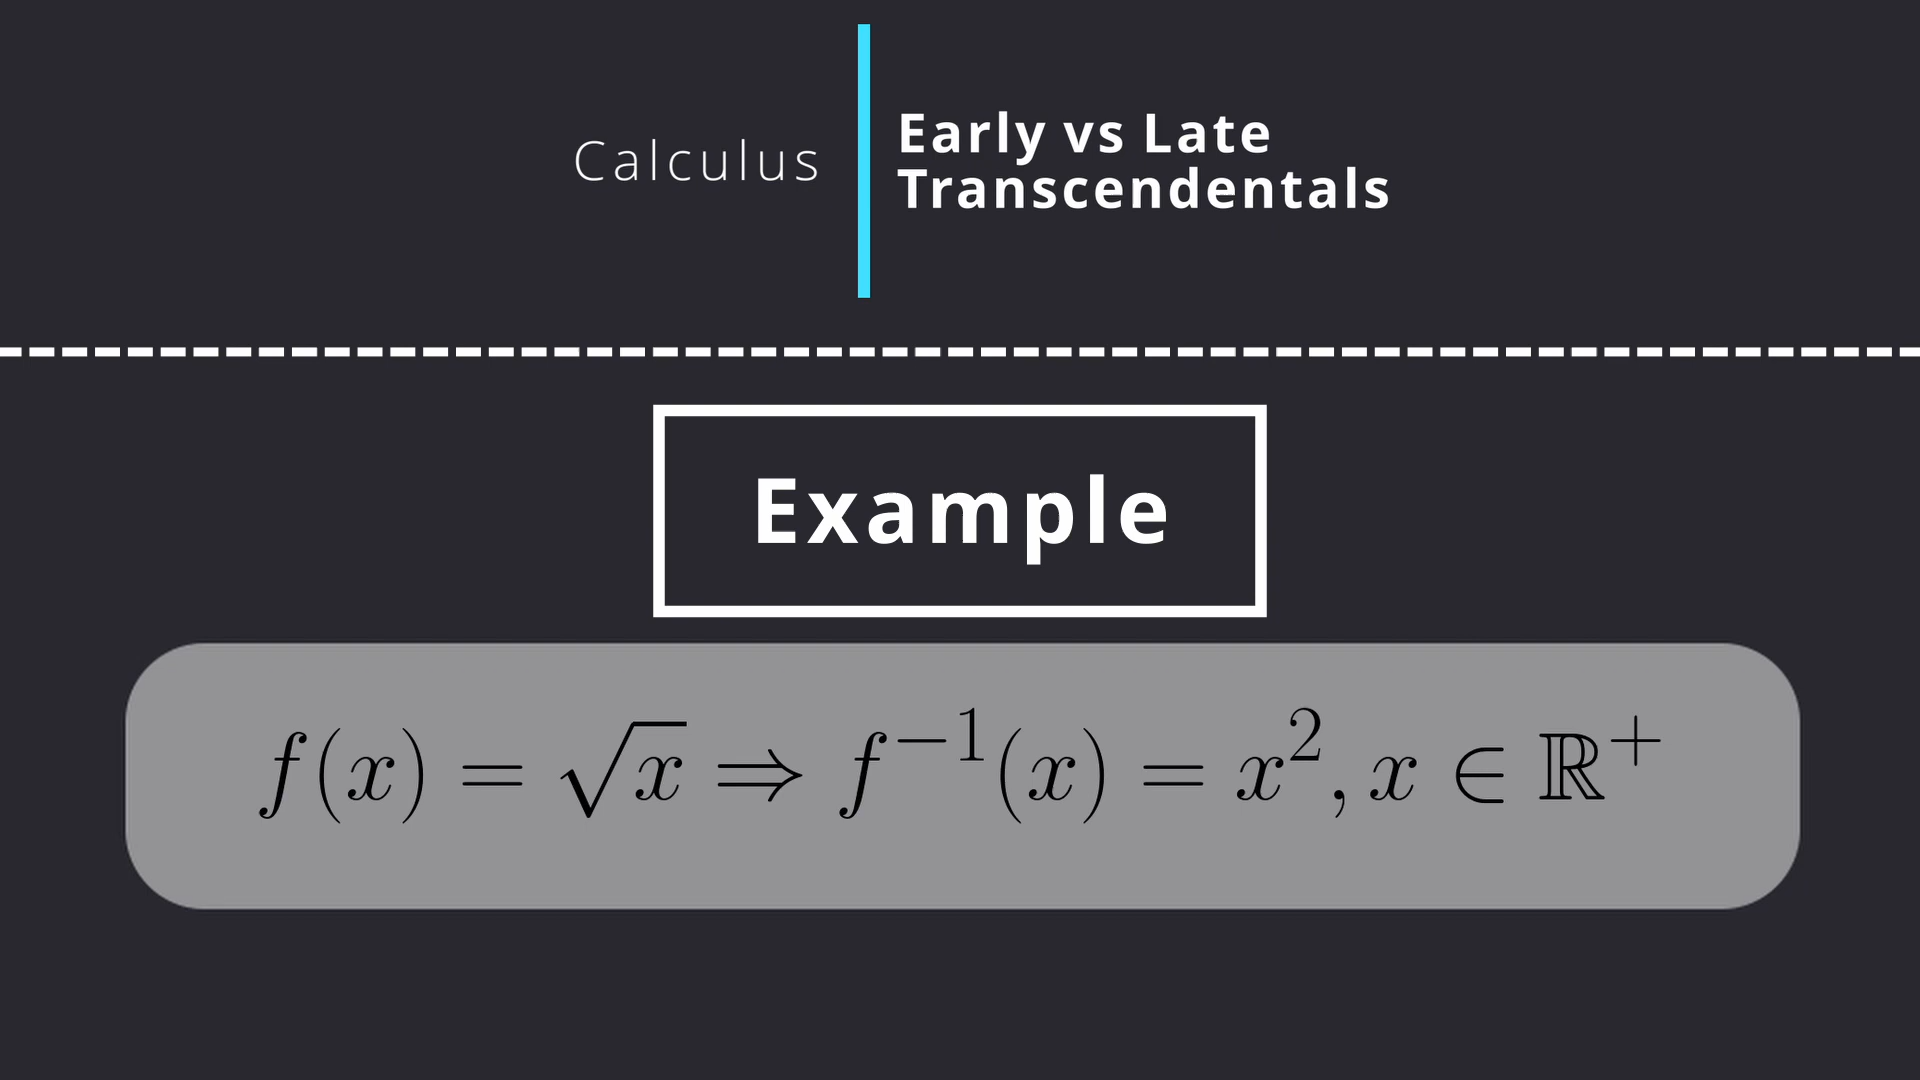 Calculus
Early vs Late
Transcendentals
Example
f(x) = √x ⇒ f⁻¹(x) = x², x ∈ ℝ⁺